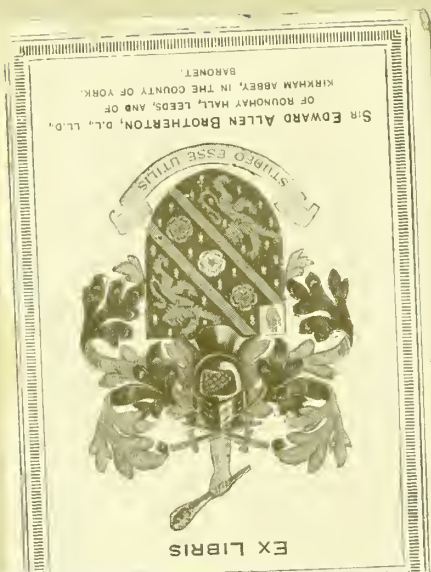 EX LIBRIS
STUDEO ESSE UTILIS
SIR EDWARD ALLEN BROTHERTON, D.L., LL.D.,
OF ROUNDHAY HALL, LEEDS, AND OF
KIRKHAM ABBEY, IN THE COUNTY OF YORK.
BARONET.